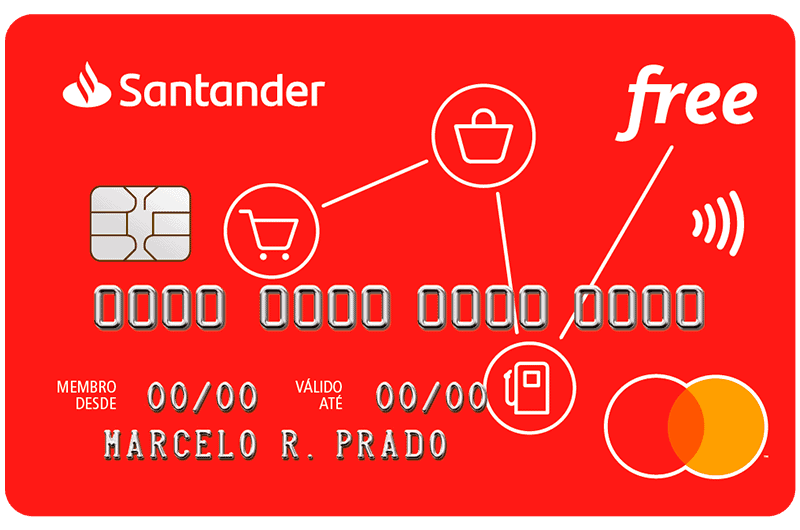 Santander
free
0000 0000 0000 0000
MEMBRO DESDE 00/00 VÁLIDO ATÉ 00/00
MARCELO R. PRADO